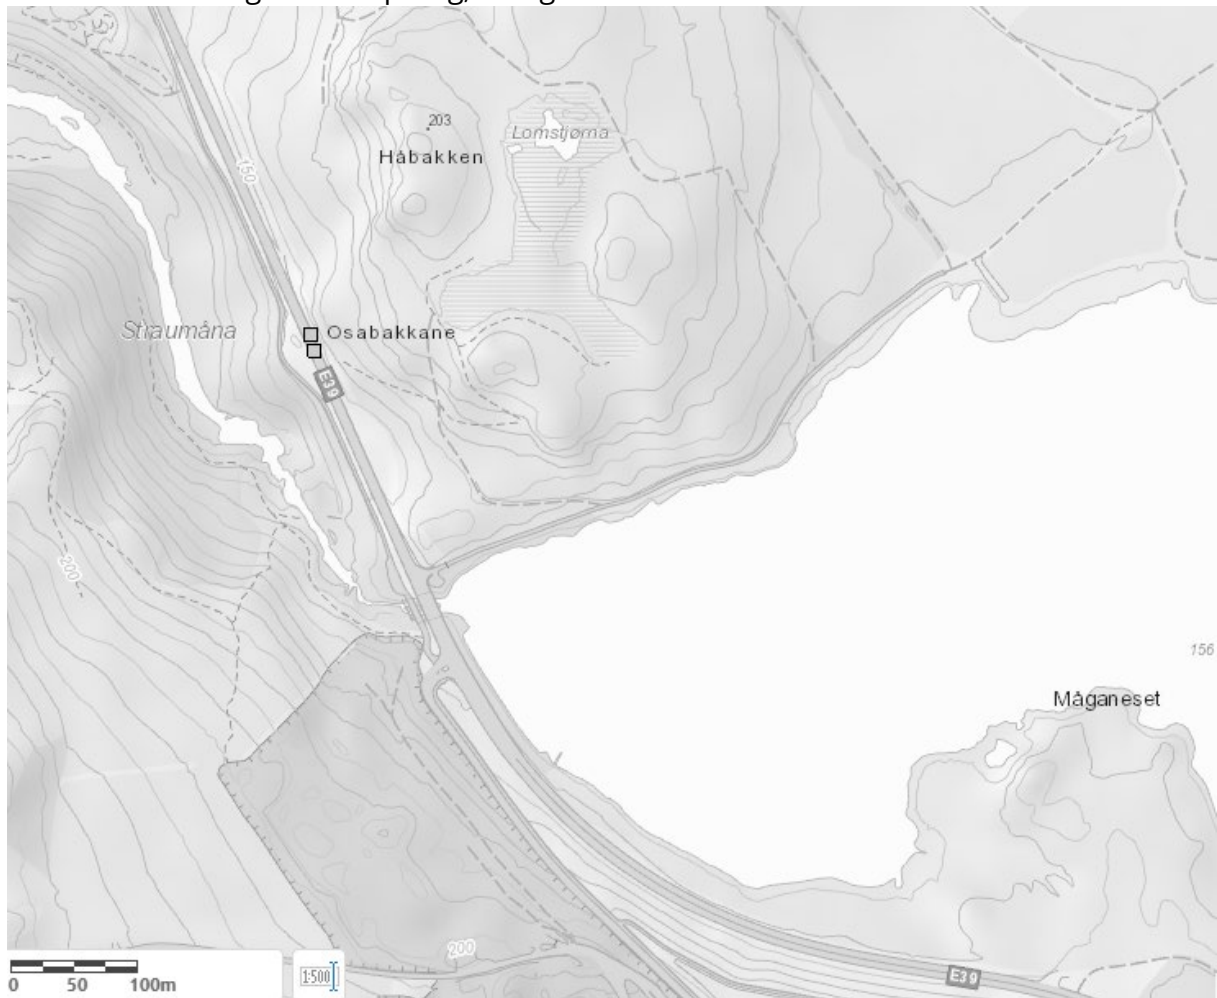 203
Lomstjørna
Håbakken
150
Straumåna
Osabakkane
E39
200
156
Måganeset
200
E39
0 50 100m
1:500